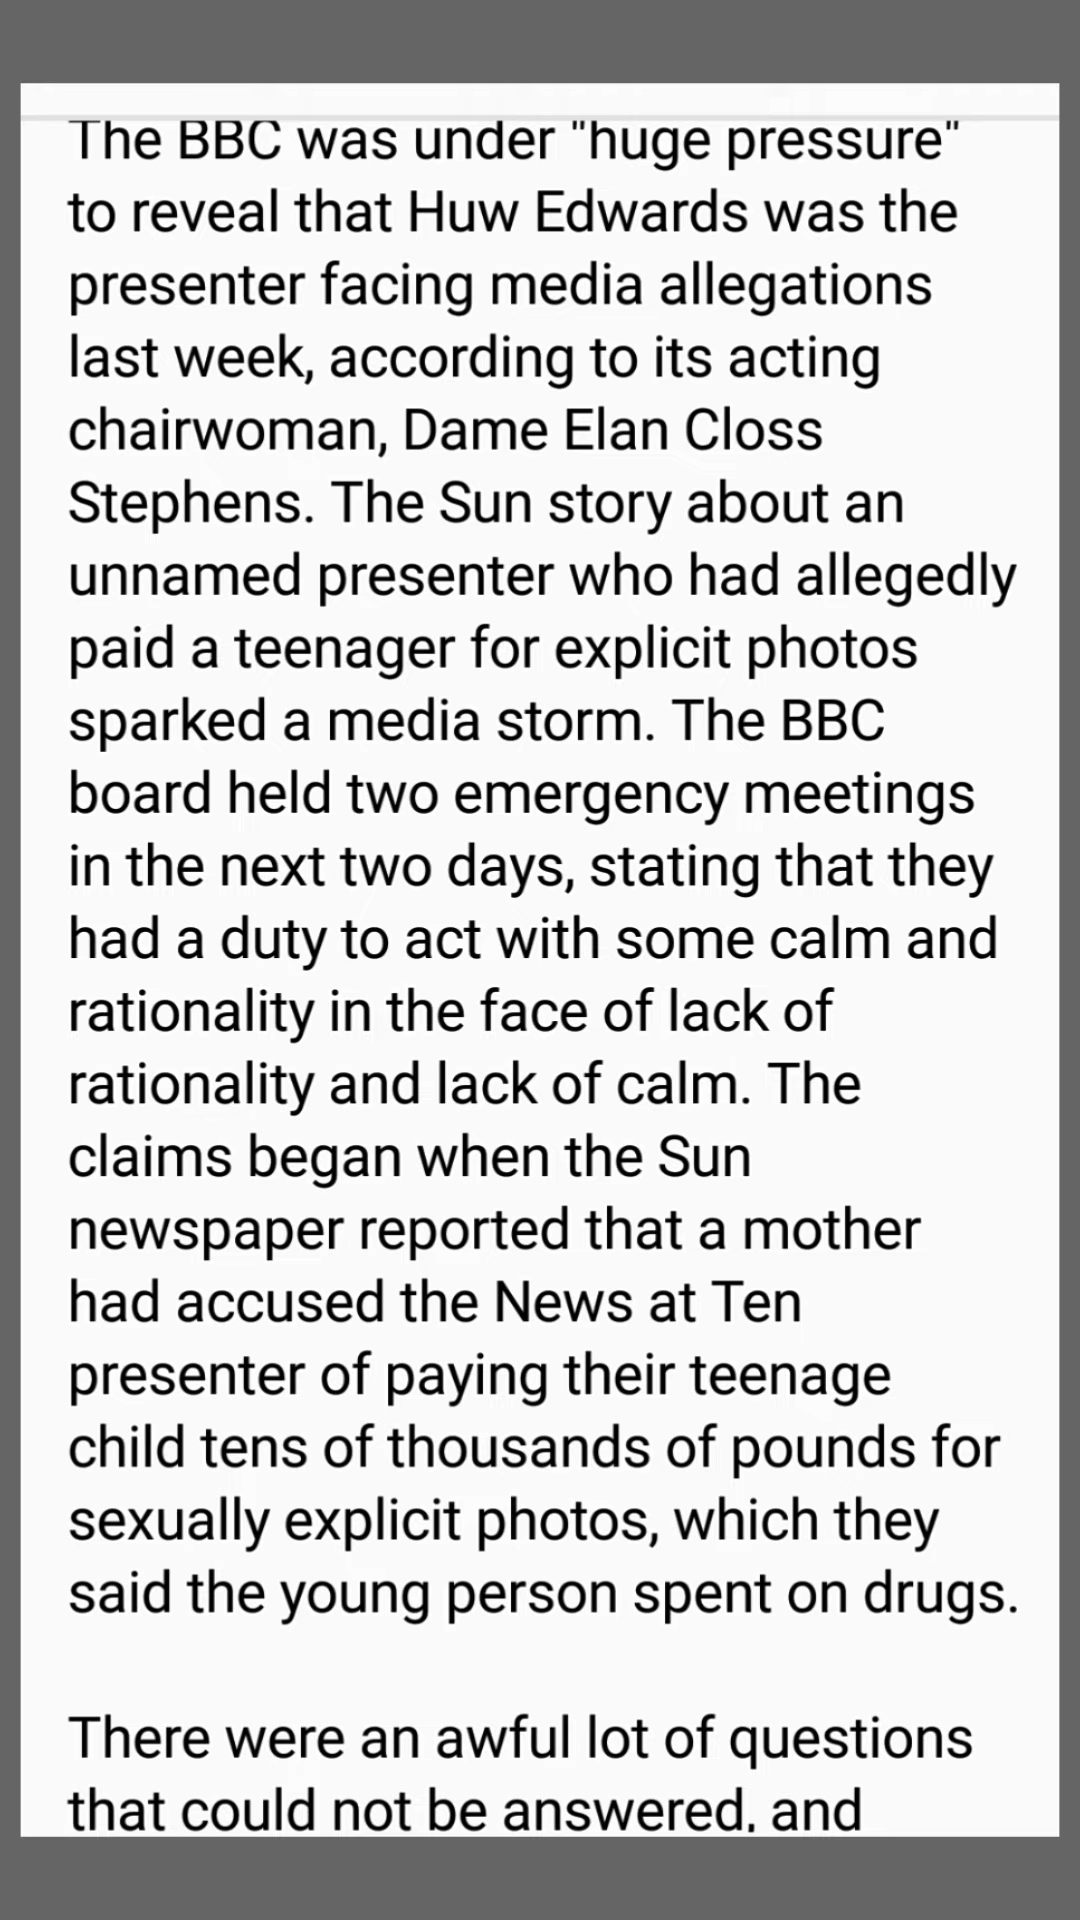 The BBC was under "huge pressure"
to reveal that Huw Edwards was the
presenter facing media allegations
last week, according to its acting
chairwoman, Dame Elan Closs
Stephens. The Sun story about an
unnamed presenter who had allegedly
paid a teenager for explicit photos
sparked a media storm. The BBC
board held two emergency meetings
in the next two days, stating that they
had a duty to act with some calm and
rationality in the face of lack of
rationality and lack of calm. The
claims began when the Sun
newspaper reported that a mother
had accused the News at Ten
presenter of paying their teenage
child tens of thousands of pounds for
sexually explicit photos, which they
said the young person spent on drugs.
There were an awful lot of questions
that could not be answered, and